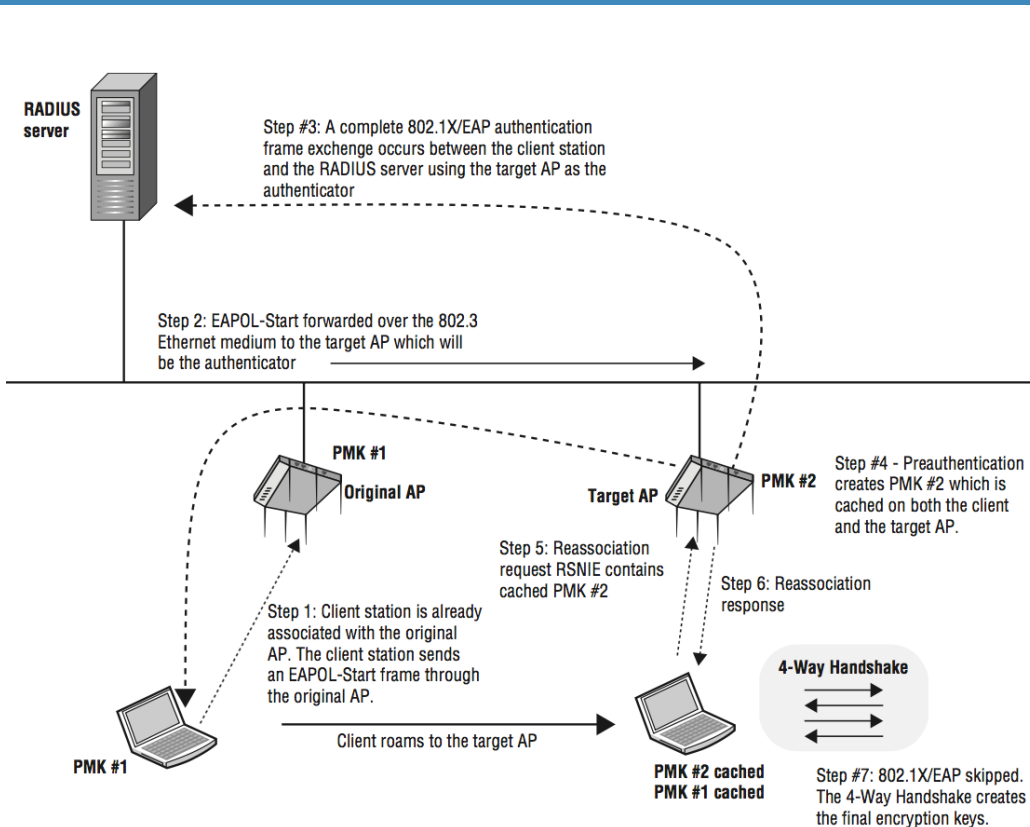 RADIUS
server
Step #3: A complete 802.1X/EAP authentication
frame exchange occurs between the client station
and the RADIUS server using the target AP as the
authenticator
Step 2: EAPOL-Start forwarded over the 802.3
Ethernet medium to the target AP which will
be the authenticator
PMK #1
Original AP
Target AP
PMK #2
Step #4 - Preauthentication
creates PMK #2 which is
cached on both the client
and the target AP.
Step 5: Reassociation
request RSNIE contains
cached PMK #2
Step 6: Reassociation
response
Step 1: Client station is already
associated with the original
AP. The client station sends
an EAPOL-Start frame through
the original AP.
4-Way Handshake
Client roams to the target AP
PMK #1
PMK #2 cached
PMK #1 cached
Step #7: 802.1X/EAP skipped.
The 4-Way Handshake creates
the final encryption keys.